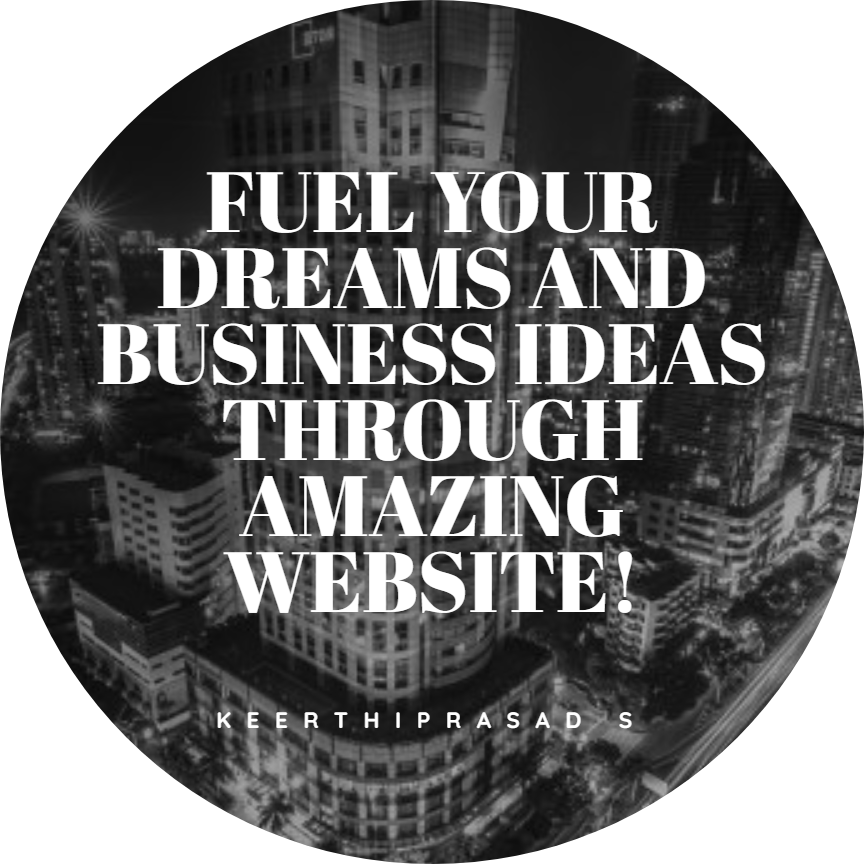 FUEL YOUR
DREAMS AND
BUSINESS IDEAS
THROUGH
AMAZING
WEBSITE!
KEERTHIPRASAD S